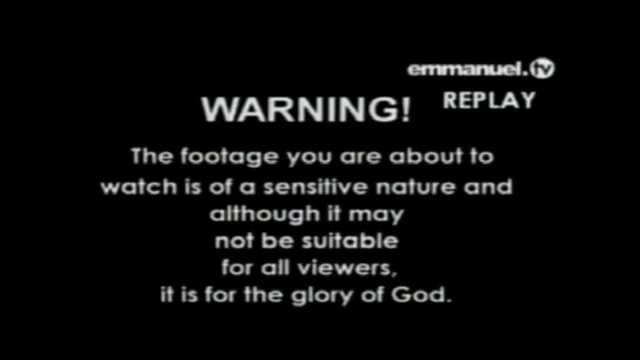 emmanuel.tv
REPLAY
WARNING!
The footage you are about to
watch is of a sensitive nature and
although it may
not be suitable
for all viewers,
it is for the glory of God.